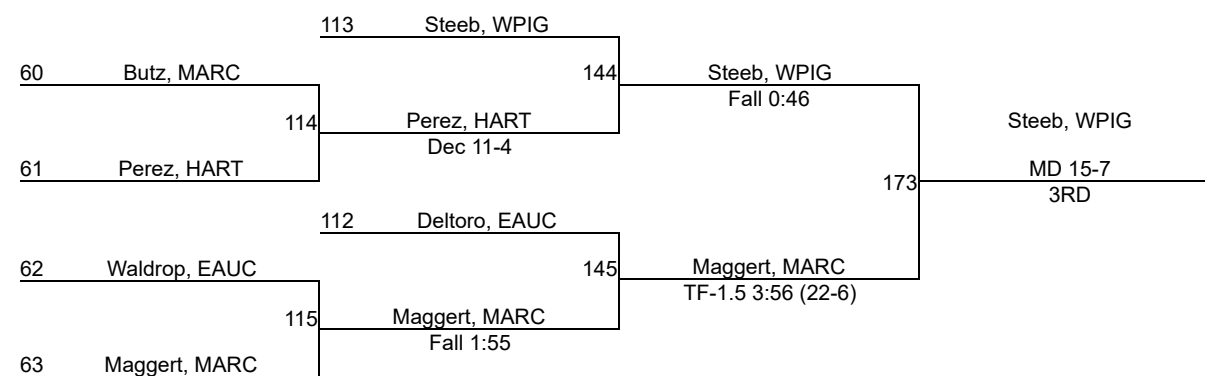 113 Steeb, WPIG
60 Butz, MARC
144 Steeb, WPIG
Fall 0:46
114 Perez, HART
Dec 11-4
Steeb, WPIG
61 Perez, HART
173 MD 15-7
3RD
112 Deltoro, EAUC
62 Waldrop, EAUC
145 Maggert, MARC
TF-1.5 3:56 (22-6)
115 Maggert, MARC
Fall 1:55
63 Maggert, MARC